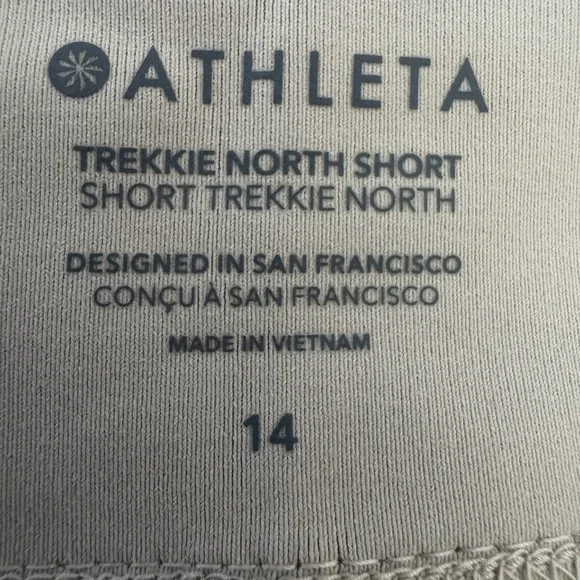 ATHLETA
TREKKIE NORTH SHORT
SHORT TREKKIE NORTH
DESIGNED IN SAN FRANCISCO
CONÇU À SAN FRANCISCO
MADE IN VIETNAM
14